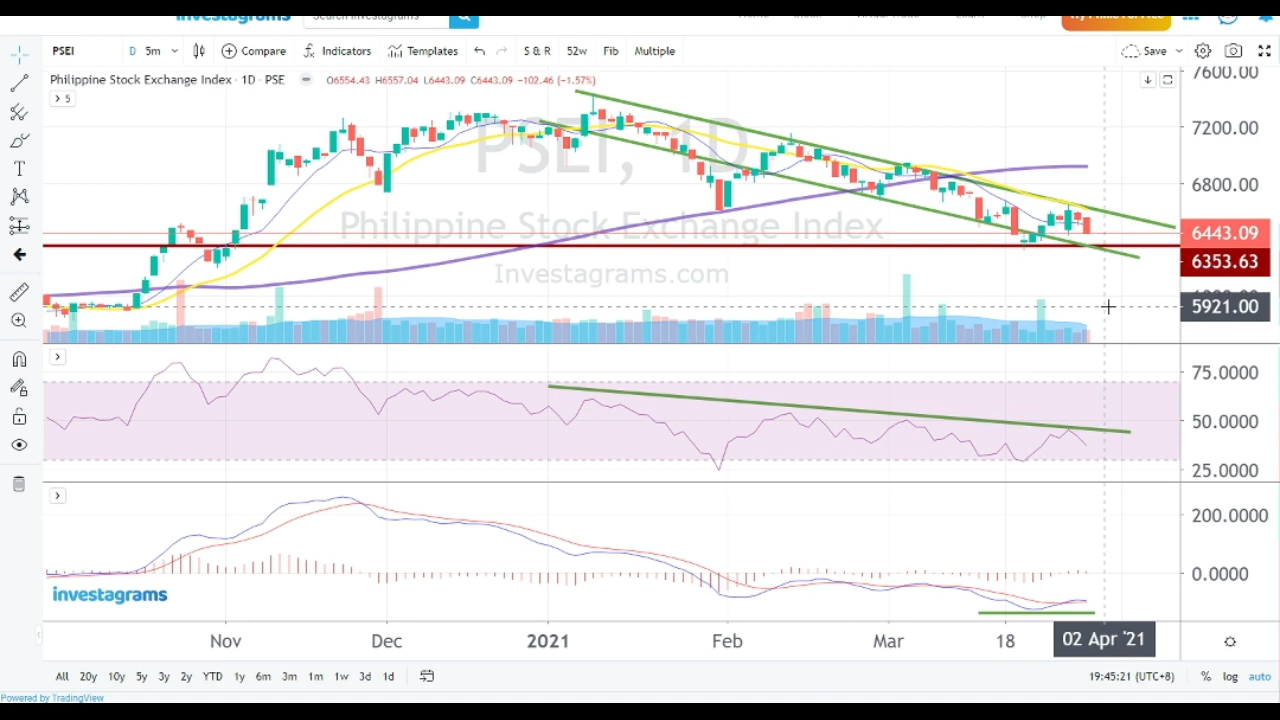 investagrams
Search Investagrams
PSEI D 5m Compare Indicators Templates S & R 52w Fib Multiple Save
Philippine Stock Exchange Index · 1D · PSE O6554.43 H6557.04 L6443.09 C6443.09 −102.46 (−1.57%)
5
7600.00
7200.00
PSEI, 1D
6800.00
Philippine Stock Exchange Index
6443.09
6353.63
Investagrams.com
5921.00
75.0000
50.0000
25.0000
200.0000
0.0000
investagrams
Nov Dec 2021 Feb Mar 18 02 Apr '21
All 20y 10y 5y 3y 2y YTD 1y 6m 3m 1m 1w 3d 1d 19:45:21 (UTC+8) % log auto
Powered by TradingView